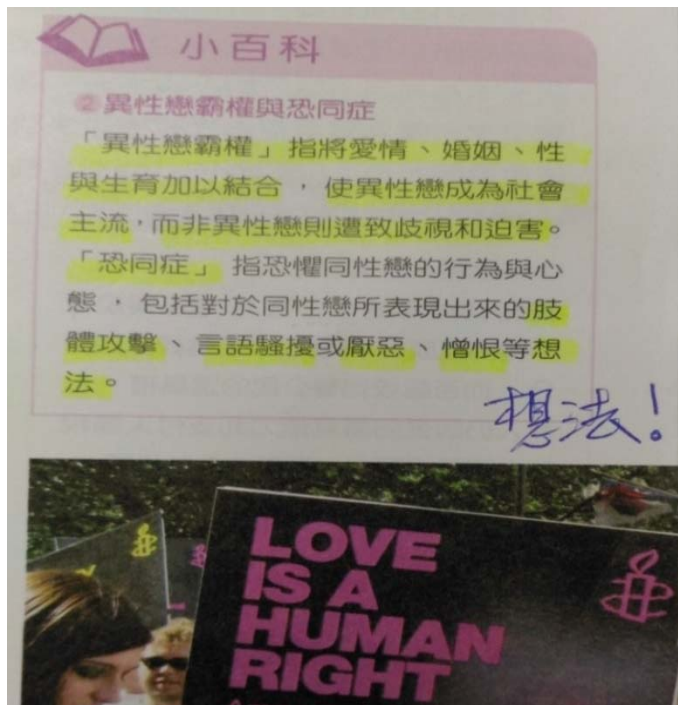 小百科
②異性戀霸權與恐同症
「異性戀霸權」指將愛情、婚姻、性
與生育加以結合，使異性戀成為社會
主流，而非異性戀則遭致歧視和迫害。
「恐同症」指恐懼同性戀的行為與心
態，包括對於同性戀所表現出來的肢
體攻擊、言語騷擾或厭惡、憎恨等想
法。
想法！
LOVE
IS A
HUMAN
RIGHT